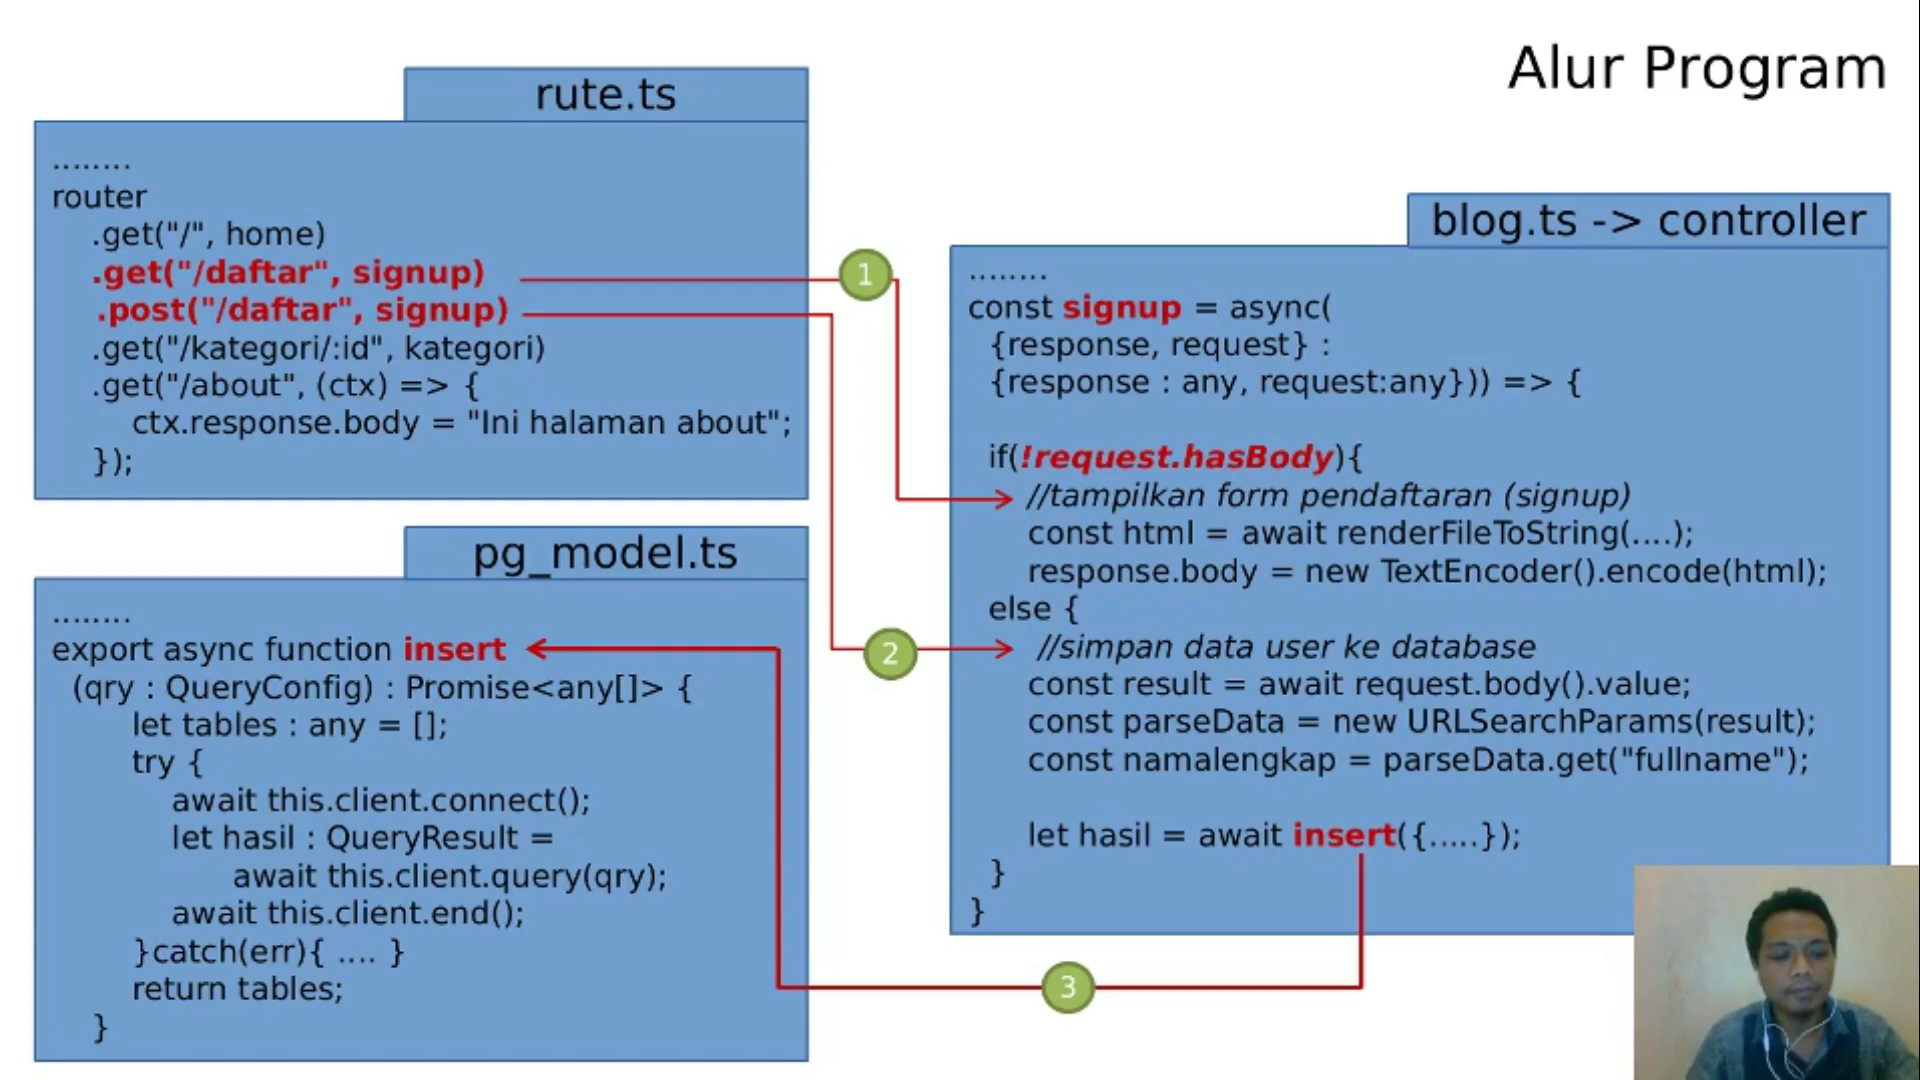 Alur Program
rute.ts
........
router
.get("/", home)
.get("/daftar", signup)
.post("/daftar", signup)
.get("/kategori/:id", kategori)
.get("/about", (ctx) => {
ctx.response.body = "Ini halaman about";
});
pg_model.ts
........
export async function insert
(qry : QueryConfig) : Promise<any[]> {
let tables : any = [];
try {
await this.client.connect();
let hasil : QueryResult =
await this.client.query(qry);
await this.client.end();
}catch(err){ .... }
return tables;
}
1
2
3
blog.ts -> controller
........
const signup = async(
{response, request} :
{response : any, request:any})) => {
if(!request.hasBody){
//tampilkan form pendaftaran (signup)
const html = await renderFileToString(....);
response.body = new TextEncoder().encode(html);
else {
//simpan data user ke database
const result = await request.body().value;
const parseData = new URLSearchParams(result);
const namalengkap = parseData.get("fullname");
let hasil = await insert({.....});
}
}